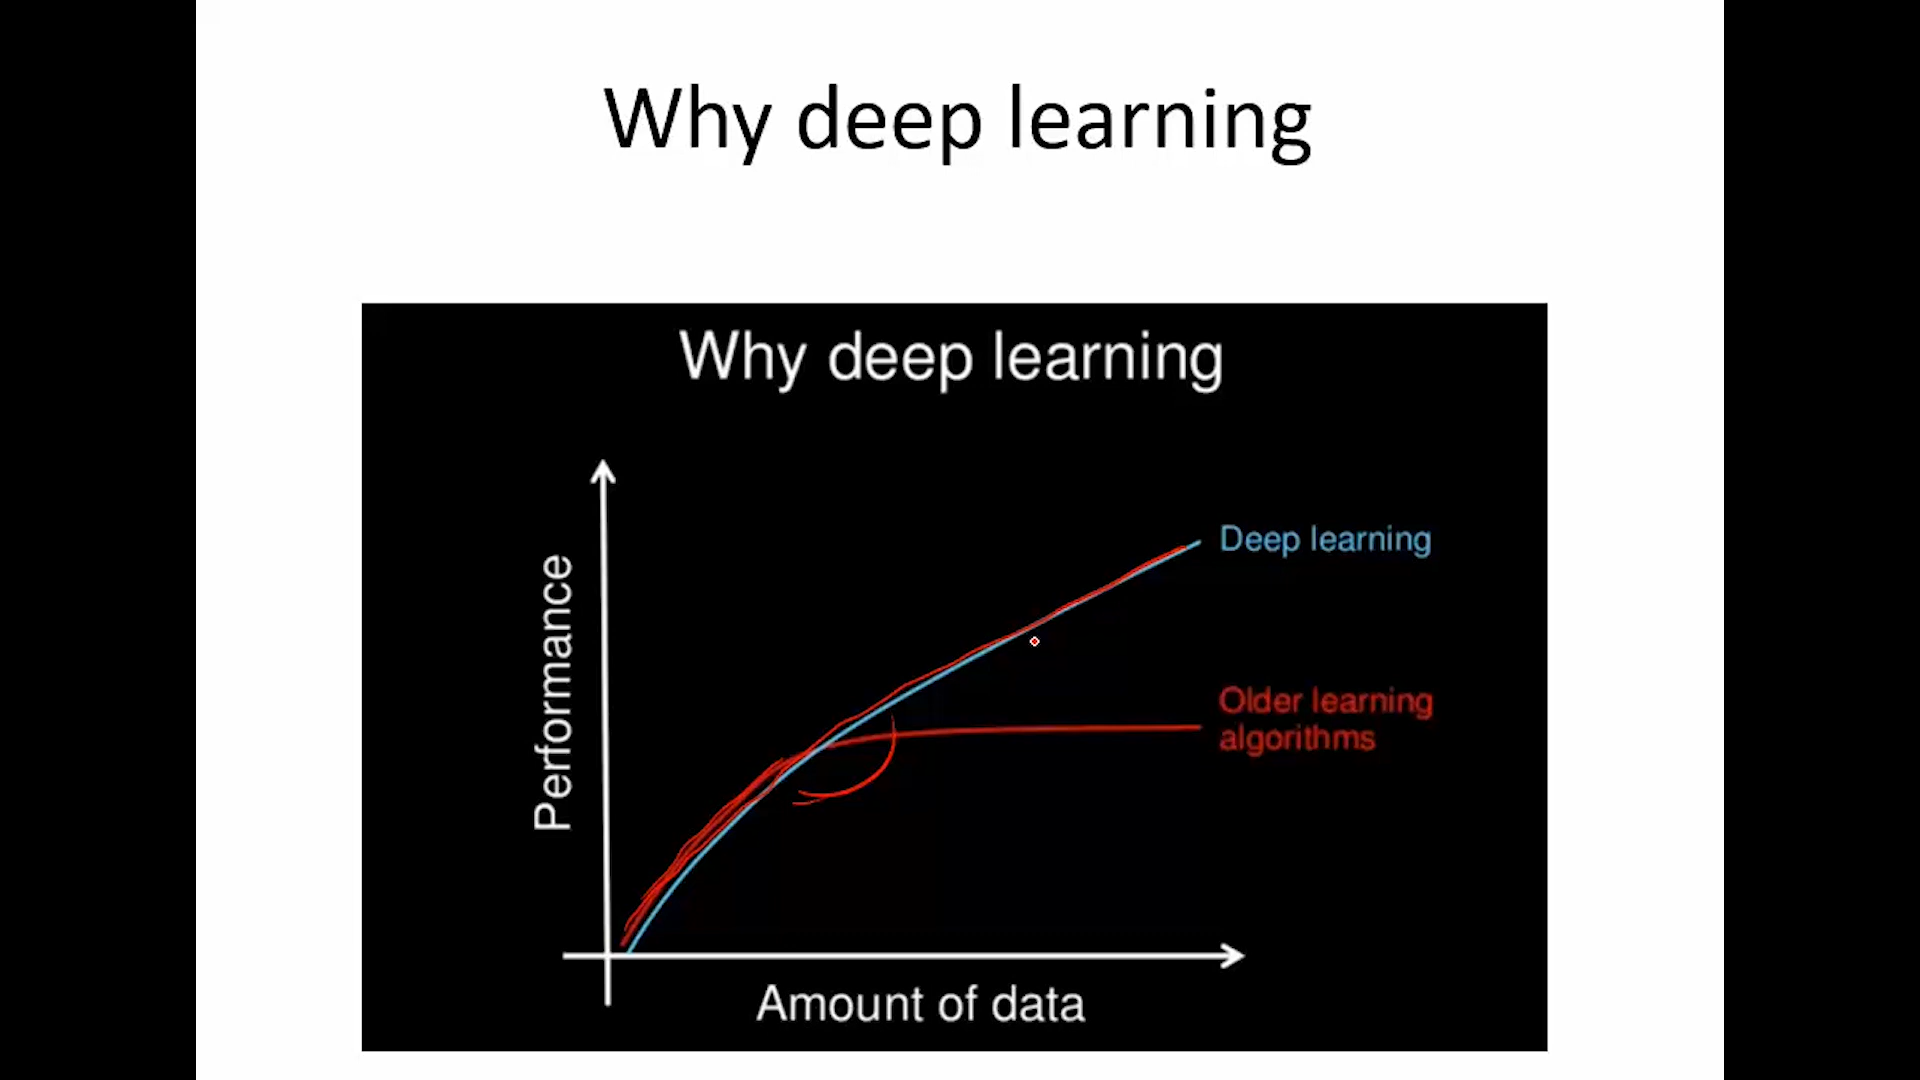 Why deep learning
Why deep learning
Performance
Deep learning
Older learning
algorithms
Amount of data